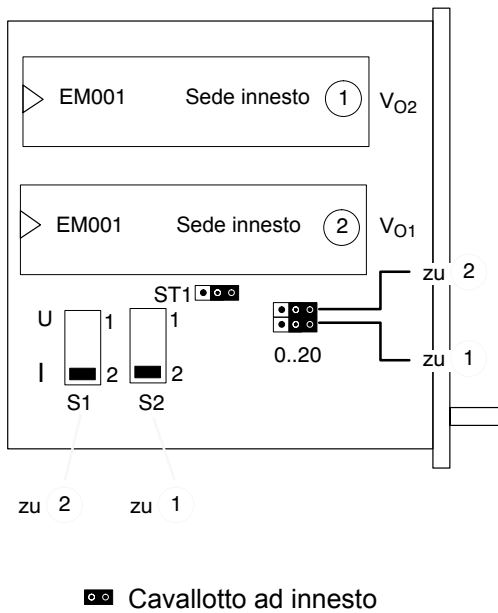 EM001 Sede innesto 1 VO2
EM001 Sede innesto 2 VO1
zu 2
ST1
U 1 1
0..20
zu 1
I 2 2
S1 S2
zu 2 zu 1
Cavallotto ad innesto